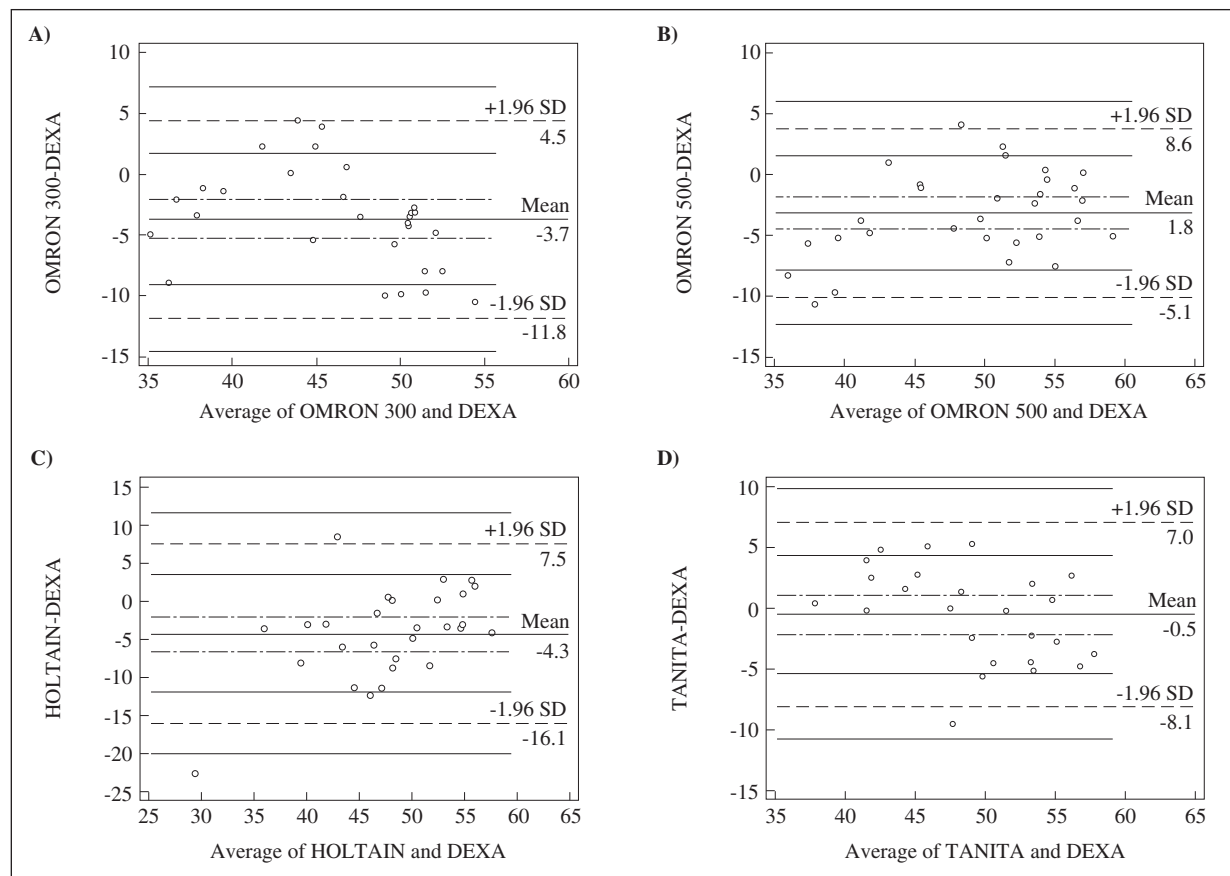 A)
10
5
0
-5
-10
-15
OMRON 300-DEXA
+1.96 SD
4.5
Mean
-3.7
-1.96 SD
-11.8
35 40 45 50 55 60
Average of OMRON 300 and DEXA
B)
10
5
0
-5
-10
-15
OMRON 500-DEXA
+1.96 SD
8.6
Mean
1.8
-1.96 SD
-5.1
35 40 45 50 55 60 65
Average of OMRON 500 and DEXA
C)
15
10
5
0
-5
-10
-15
-20
-25
HOLTAIN-DEXA
+1.96 SD
7.5
Mean
-4.3
-1.96 SD
-16.1
25 30 35 40 45 50 55 60 65
Average of HOLTAIN and DEXA
D)
10
5
0
-5
-10
-15
TANITA-DEXA
+1.96 SD
7.0
Mean
-0.5
-1.96 SD
-8.1
35 40 45 50 55 60 65
Average of TANITA and DEXA